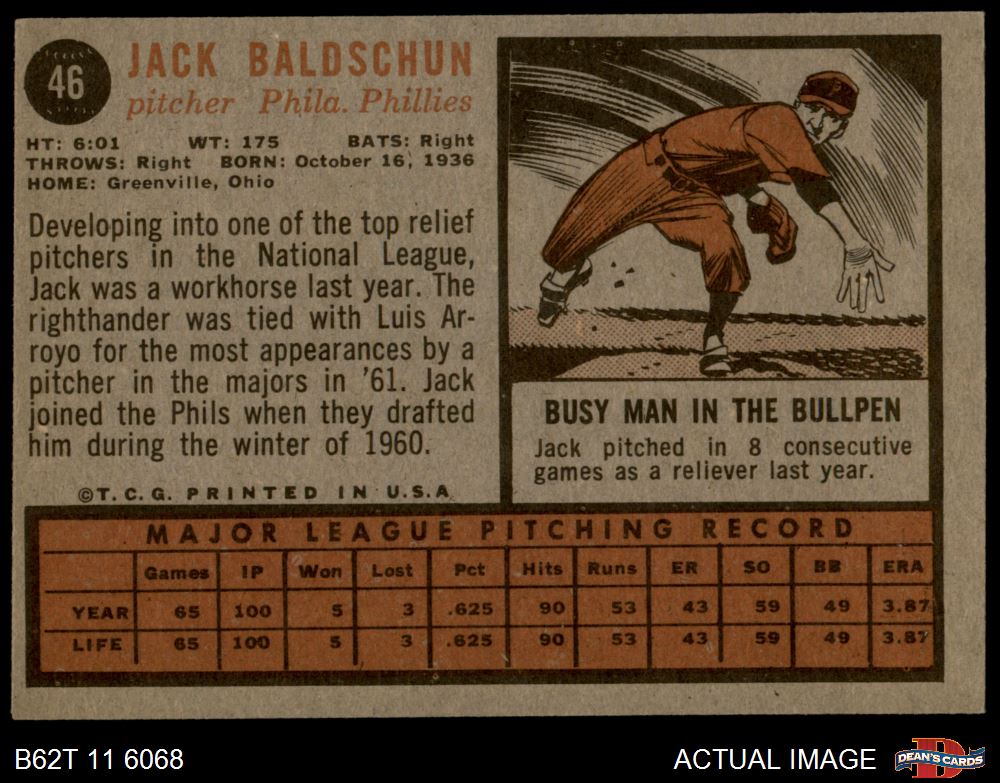 46
JACK BALDSCHUN
pitcher Phila. Phillies
HT: 6:01 WT: 175 BATS: Right
THROWS: Right BORN: October 16, 1936
HOME: Greenville, Ohio
Developing into one of the top relief
pitchers in the National League,
Jack was a workhorse last year. The
righthander was tied with Luis Ar-
royo for the most appearances by a
pitcher in the majors in '61. Jack
joined the Phils when they drafted
him during the winter of 1960.
©T. C. G. PRINTED IN U.S.A
P
BUSY MAN IN THE BULLPEN
Jack pitched in 8 consecutive
games as a reliever last year.
MAJOR LEAGUE PITCHING RECORD
Games IP Won Lost Pct Hits Runs ER SO BB ERA
YEAR 65 100 5 3 .625 90 53 43 59 49 3.87
LIFE 65 100 5 3 .625 90 53 43 59 49 3.87
B62T 11 6068
ACTUAL IMAGE
D
DEAN'S CARDS